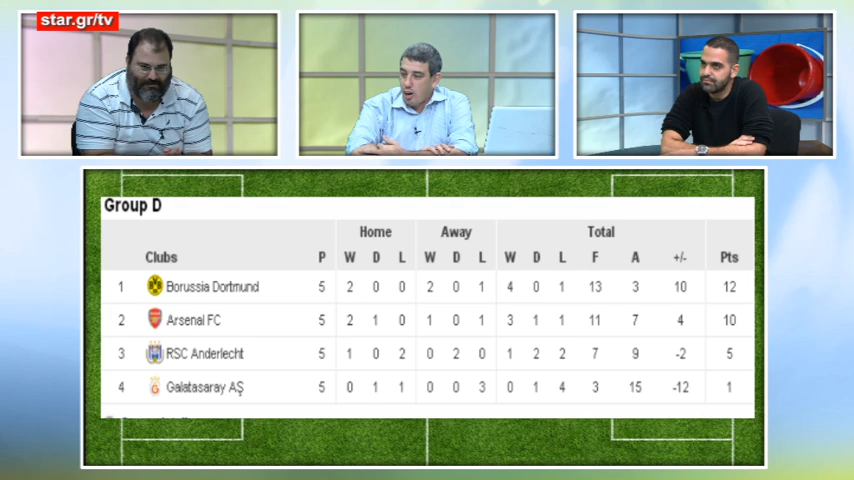 star.gr/tv
Group D
Home Away Total
Clubs P W D L W D L W D L F A +/- Pts
1 Borussia Dortmund 5 2 0 0 2 0 1 4 0 1 13 3 10 12
2 Arsenal FC 5 2 1 0 1 0 1 3 1 1 11 7 4 10
3 RSC Anderlecht 5 1 0 2 0 2 0 1 2 2 7 9 -2 5
4 Galatasaray AŞ 5 0 1 1 0 0 3 0 1 4 3 15 -12 1